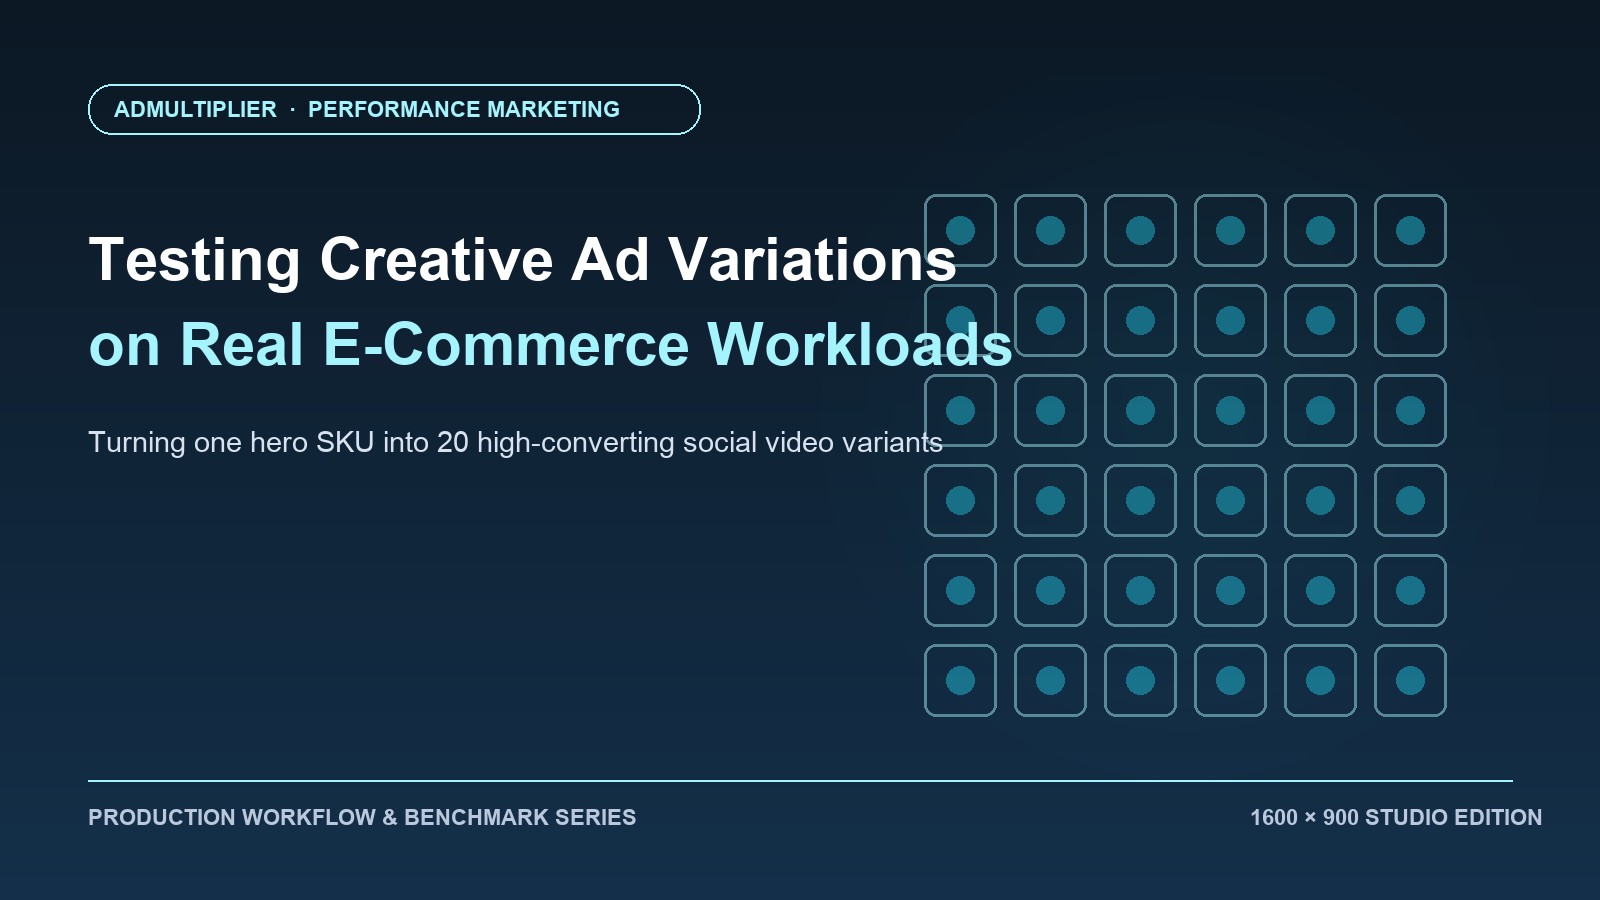 ADMULTIPLIER · PERFORMANCE MARKETING
Testing Creative Ad Variations
on Real E-Commerce Workloads
Turning one hero SKU into 20 high-converting social video variants
PRODUCTION WORKFLOW & BENCHMARK SERIES
1600 × 900 STUDIO EDITION